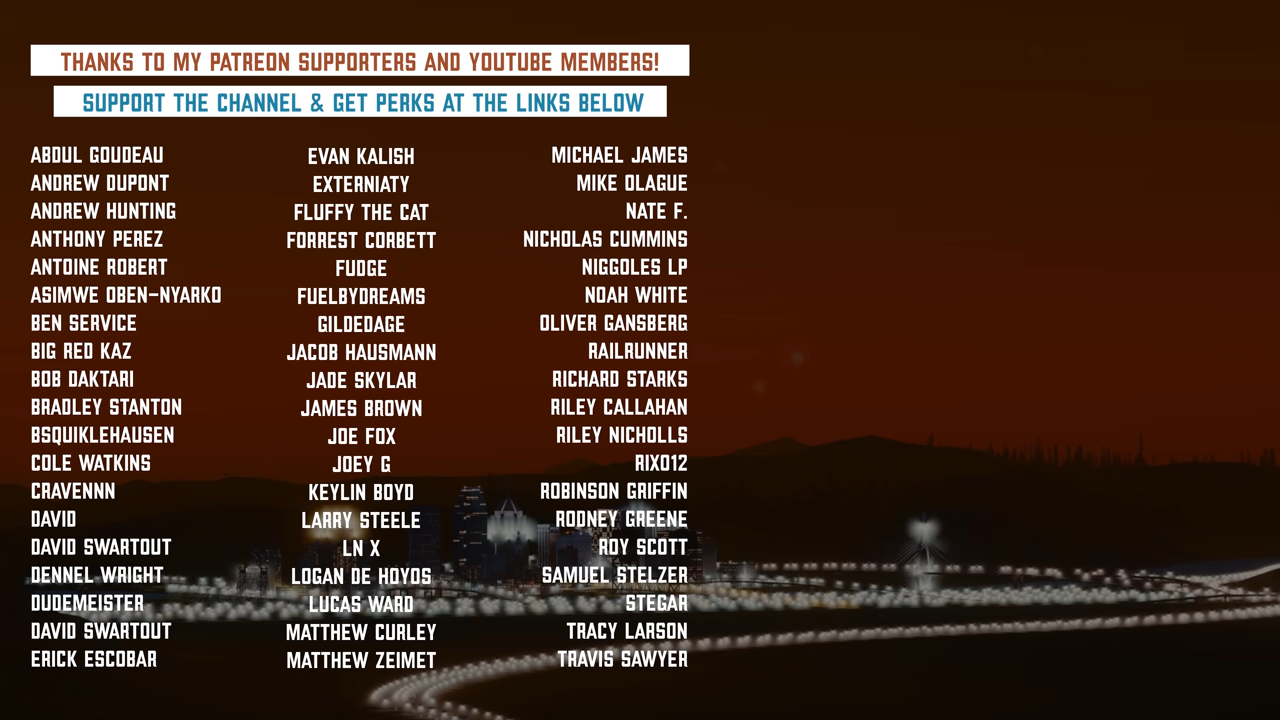 THANKS TO MY PATREON SUPPORTERS AND YOUTUBE MEMBERS!
SUPPORT THE CHANNEL & GET PERKS AT THE LINKS BELOW
ABDUL GOUDEAU
ANDREW DUPONT
ANDREW HUNTING
ANTHONY PEREZ
ANTOINE ROBERT
ASIMWE OBEN-NYARKO
BEN SERVICE
BIG RED KAZ
BOB DAKTARI
BRADLEY STANTON
BSQUIKLEHAUSEN
COLE WATKINS
CRAVENNN
DAVID
DAVID SWARTOUT
DENNEL WRIGHT
DUDEMEISTER
DAVID SWARTOUT
ERICK ESCOBAR
EVAN KALISH
EXTERNIATY
FLUFFY THE CAT
FORREST CORBETT
FUDGE
FUELBYDREAMS
GILDEDAGE
JACOB HAUSMANN
JADE SKYLAR
JAMES BROWN
JOE FOX
JOEY G
KEYLIN BOYD
LARRY STEELE
LN X
LOGAN DE HOYOS
LUCAS WARD
MATTHEW CURLEY
MATTHEW ZEIMET
MICHAEL JAMES
MIKE OLAGUE
NATE F.
NICHOLAS CUMMINS
NIGGOLES LP
NOAH WHITE
OLIVER GANSBERG
RAILRUNNER
RICHARD STARKS
RILEY CALLAHAN
RILEY NICHOLLS
RIXO12
ROBINSON GRIFFIN
RODNEY GREENE
ROY SCOTT
SAMUEL STELZER
STEGAR
TRACY LARSON
TRAVIS SAWYER